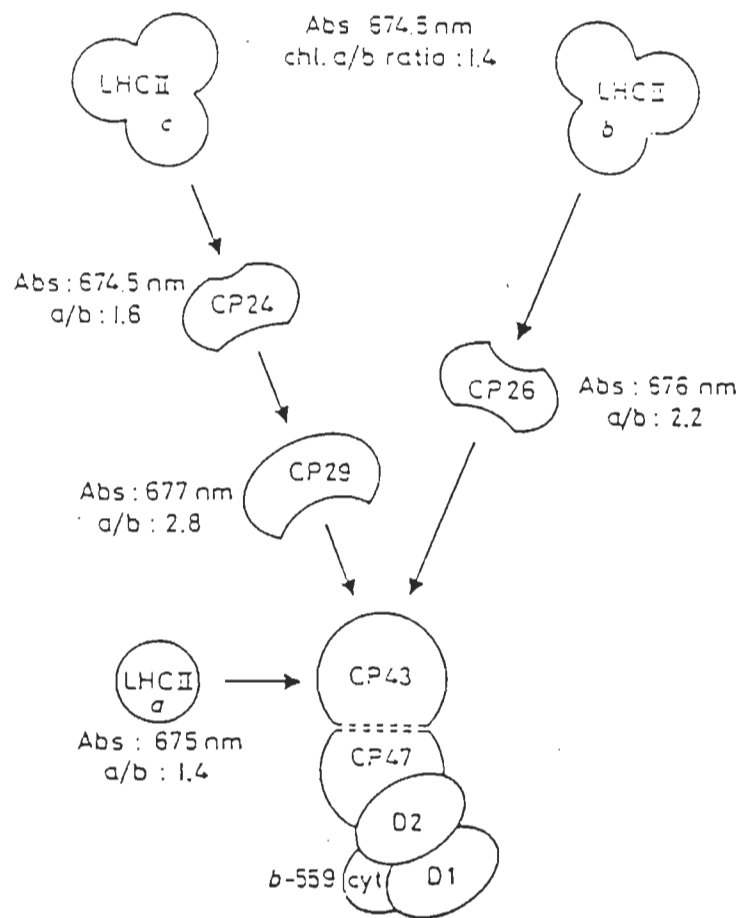 Abs 674.5 nm
chl. a/b ratio : 1.4
LHC II
c
LHC II
b
Abs : 674.5 nm
a/b : 1.6
CP24
CP26
Abs : 676 nm
a/b : 2.2
CP29
Abs : 677 nm
a/b : 2.8
CP43
LHC II
a
Abs : 675 nm
a/b : 1.4
CP47
D2
b-559 cyt
D1